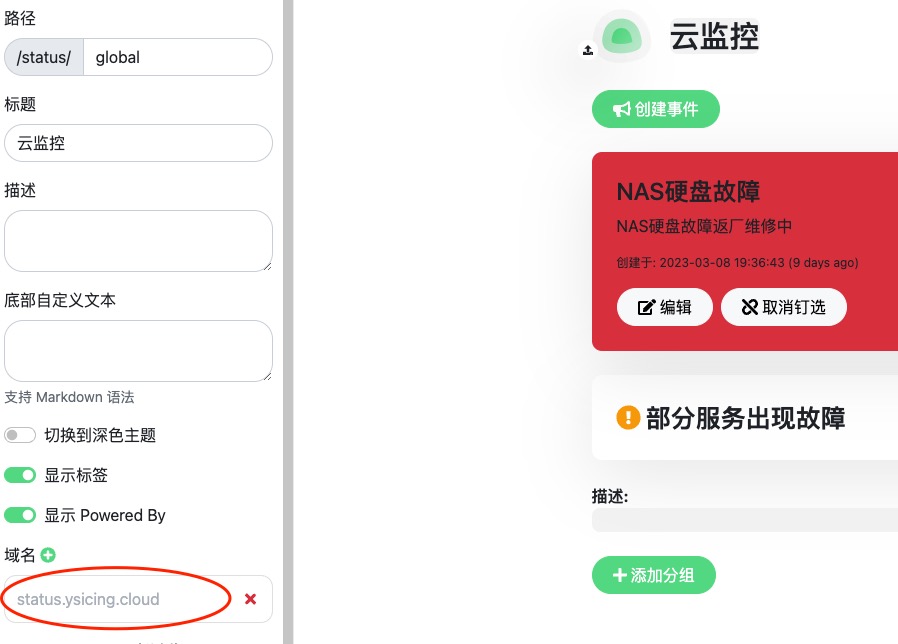 路径
/status/ global
标题
云监控
描述
底部自定义文本
支持 Markdown 语法
切换到深色主题
显示标签
显示 Powered By
域名
status.ysicing.cloud
云监控
创建事件
NAS硬盘故障
NAS硬盘故障返厂维修中
创建于: 2023-03-08 19:36:43 (9 days ago)
编辑 取消钉选
部分服务出现故障
描述:
添加分组